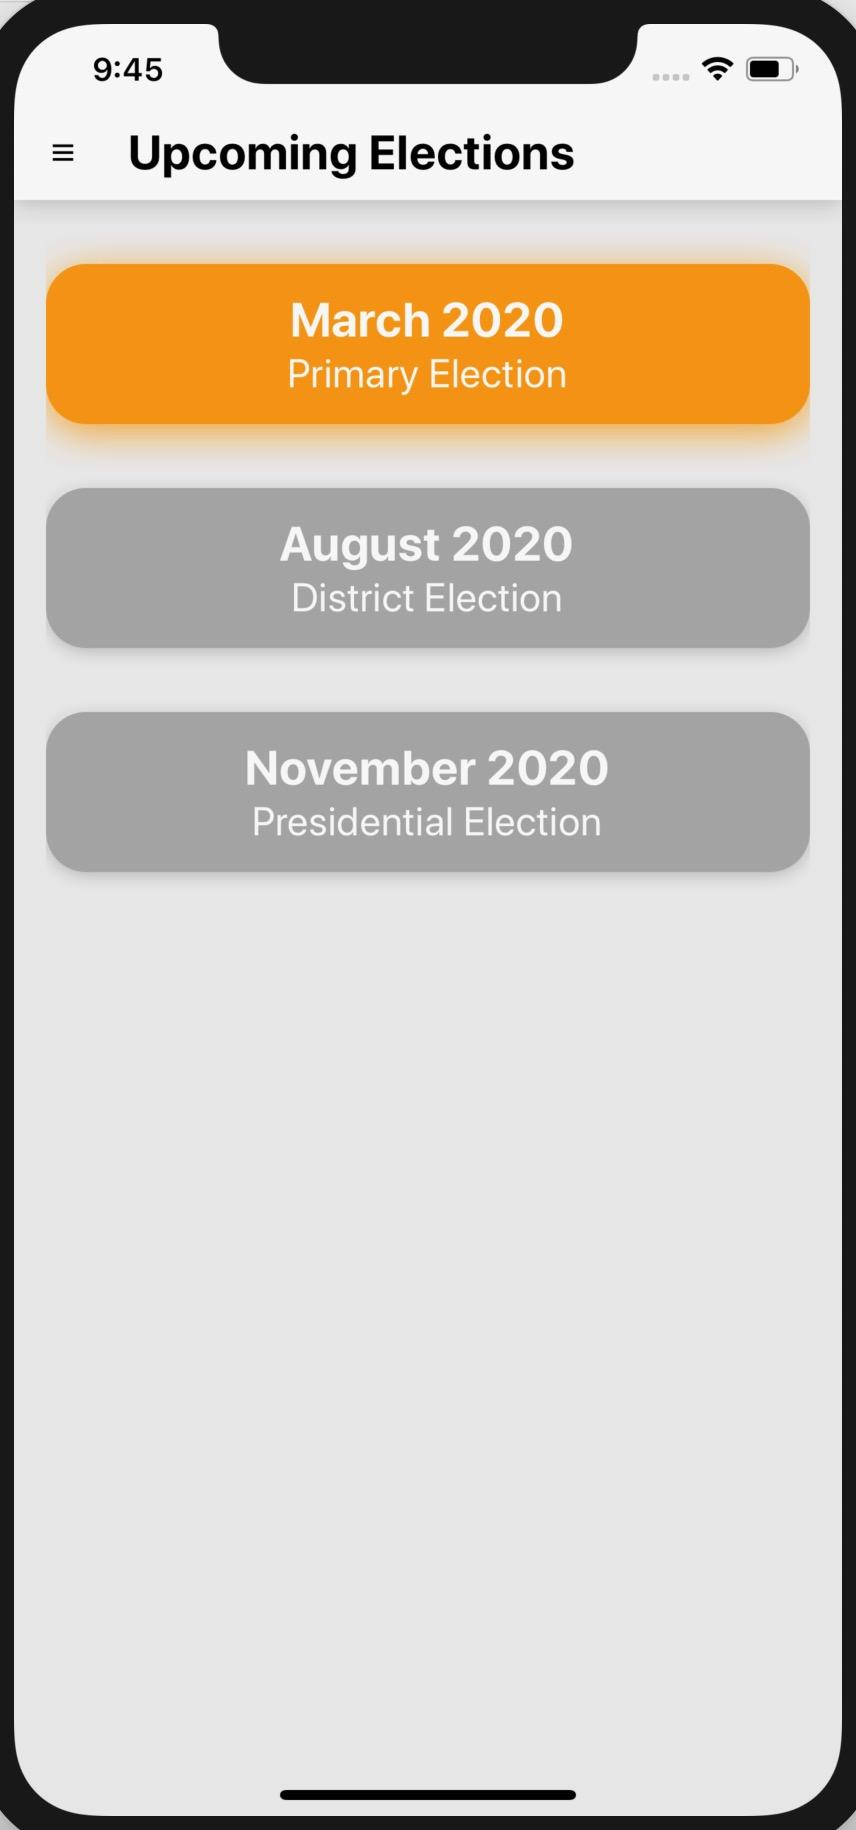 9:45
Upcoming Elections
March 2020
Primary Election
August 2020
District Election
November 2020
Presidential Election